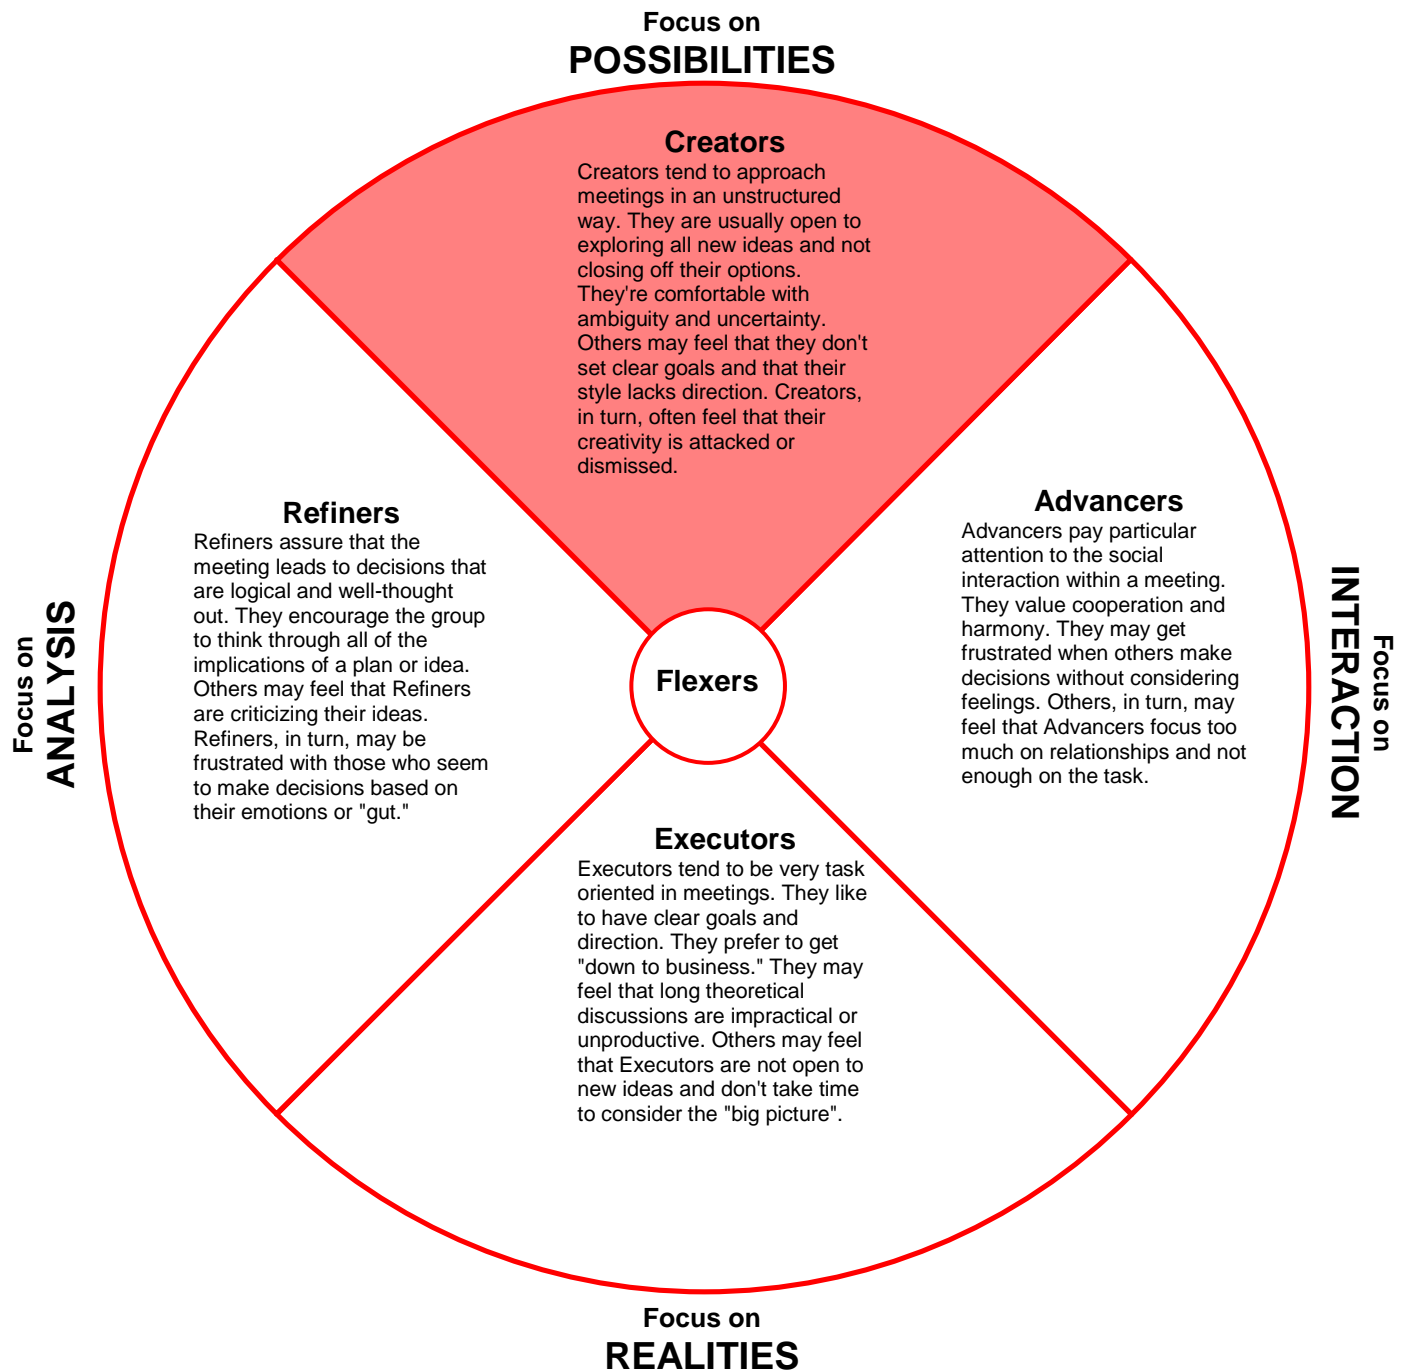 Focus on
POSSIBILITIES
Creators
Creators tend to approach
meetings in an unstructured
way. They are usually open to
exploring all new ideas and not
closing off their options.
They're comfortable with
ambiguity and uncertainty.
Others may feel that they don't
set clear goals and that their
style lacks direction. Creators,
in turn, often feel that their
creativity is attacked or
dismissed.
Focus on
ANALYSIS
Refiners
Refiners assure that the
meeting leads to decisions that
are logical and well-thought
out. They encourage the group
to think through all of the
implications of a plan or idea.
Others may feel that Refiners
are criticizing their ideas.
Refiners, in turn, may be
frustrated with those who seem
to make decisions based on
their emotions or "gut."
Flexers
Advancers
Advancers pay particular
attention to the social
interaction within a meeting.
They value cooperation and
harmony. They may get
frustrated when others make
decisions without considering
feelings. Others, in turn, may
feel that Advancers focus too
much on relationships and not
enough on the task.
Focus on
INTERACTION
Executors
Executors tend to be very task
oriented in meetings. They like
to have clear goals and
direction. They prefer to get
"down to business." They may
feel that long theoretical
discussions are impractical or
unproductive. Others may feel
that Executors are not open to
new ideas and don't take time
to consider the "big picture".
Focus on
REALITIES